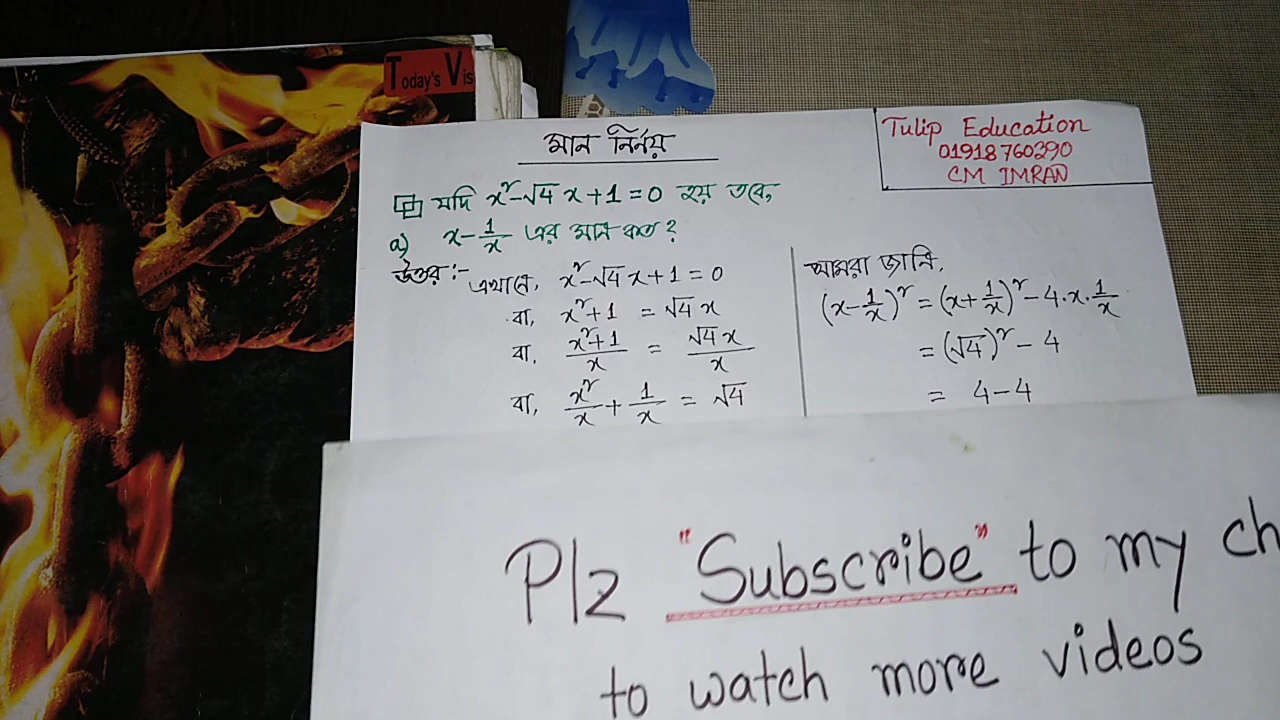 Today's Vis
মান নির্নয়
Tulip Education
01918760290
CM IMRAN
যদি x²-√4 x+1=0 হয় তবে,
a) x-1/x এর মান কত ?
উত্তর:- এখানে, x²-√4 x+1=0
বা, x²+1 = √4 x
বা, x²+1/x = √4 x/x
বা, x²/x + 1/x = √4
আমরা জানি,
(x-1/x)² = (x+1/x)² - 4.x.1/x
= (√4)² - 4
= 4-4
Plz "Subscribe" to my ch
to watch more videos